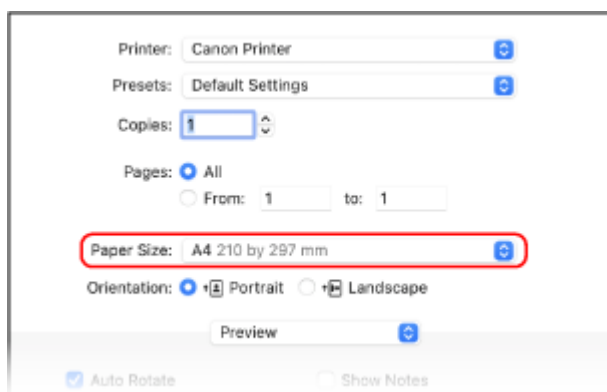 Printer: Canon Printer
Presets: Default Settings
Copies: 1
Pages: All
From: 1 to: 1
Paper Size: A4 210 by 297 mm
Orientation: Portrait Landscape
Preview
Auto Rotate Show Notes